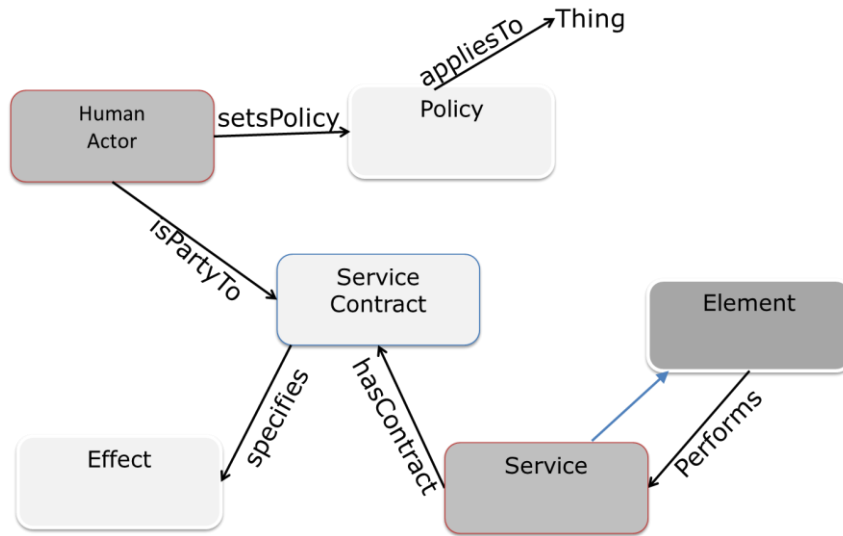 Thing
appliesTo
Human
Actor
setsPolicy
Policy
isPartyTo
Service
Contract
Element
specifies
hasContract
Performs
Effect
Service